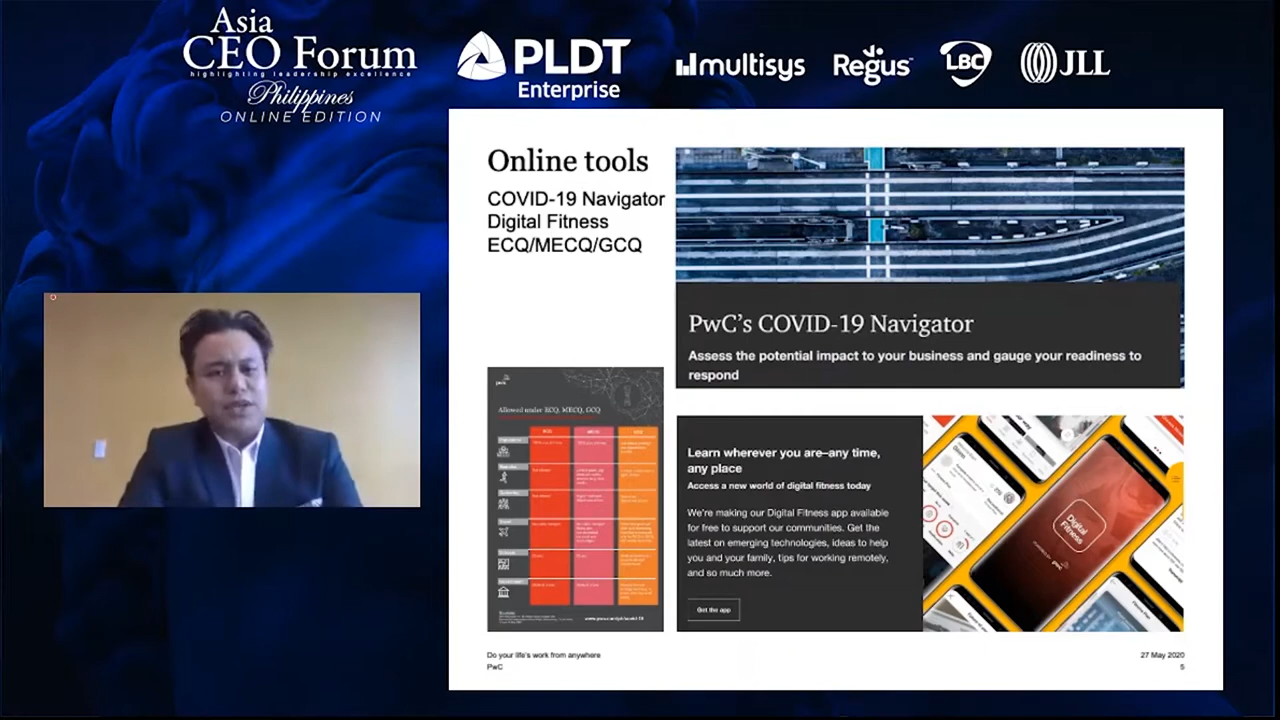 Asia
CEO Forum
highlighting leadership excellence
Philippines
ONLINE EDITION
PLDT
Enterprise
multisys
Regus
LBC
JLL
Online tools
COVID-19 Navigator
Digital Fitness
ECQ/MECQ/GCQ
PwC's COVID-19 Navigator
Assess the potential impact to your business and gauge your readiness to
respond
pwc
Allowed under ECQ, MECQ, GCQ
Learn wherever you are–any time,
any place
Access a new world of digital fitness today
We're making our Digital Fitness app available
for free to support our communities. Get the
latest on emerging technologies, ideas to help
you and your family, tips for working remotely,
and so much more.
Get the app
Digital
Fitness
pwc
Do your life's work from anywhere
PwC
27 May 2020
5